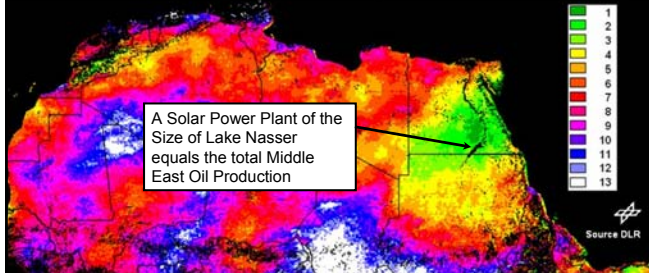 A Solar Power Plant of the
Size of Lake Nasser
equals the total Middle
East Oil Production
1
2
3
4
5
6
7
8
9
10
11
12
13
Source DLR